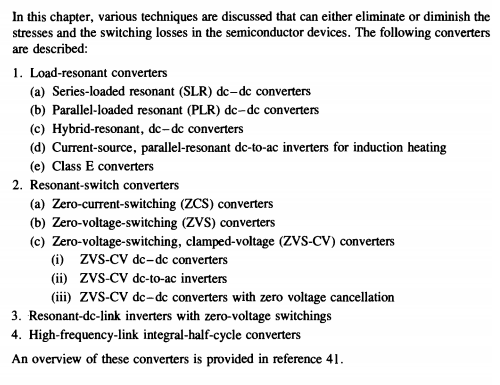 In this chapter, various techniques are discussed that can either eliminate or diminish the
stresses and the switching losses in the semiconductor devices. The following converters
are described:
1. Load-resonant converters
(a) Series-loaded resonant (SLR) dc–dc converters
(b) Parallel-loaded resonant (PLR) dc–dc converters
(c) Hybrid-resonant, dc–dc converters
(d) Current-source, parallel-resonant dc-to-ac inverters for induction heating
(e) Class E converters
2. Resonant-switch converters
(a) Zero-current-switching (ZCS) converters
(b) Zero-voltage-switching (ZVS) converters
(c) Zero-voltage-switching, clamped-voltage (ZVS-CV) converters
(i) ZVS-CV dc–dc converters
(ii) ZVS-CV dc-to-ac inverters
(iii) ZVS-CV dc–dc converters with zero voltage cancellation
3. Resonant-dc-link inverters with zero-voltage switchings
4. High-frequency-link integral-half-cycle converters
An overview of these converters is provided in reference 41.